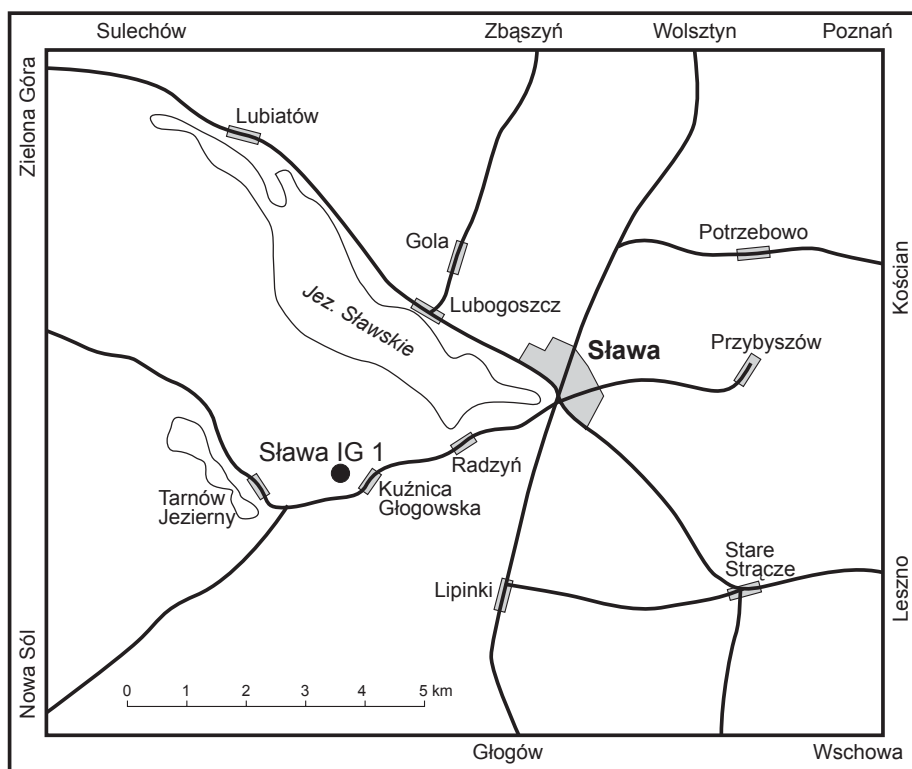 Sulechów
Zbąszyń
Wolsztyn
Poznań
Zielona Góra
Lubiatów
Gola
Potrzebowo
Kościan
Lubogoszcz
Jez. Sławskie
Sława
Przybyszów
Sława IG 1
Radzyń
Tarnów
Jezierny
Kuźnica
Głogowska
Stare
Strącze
Lipinki
Leszno
Nowa Sól
0 1 2 3 4 5 km
Głogów
Wschowa